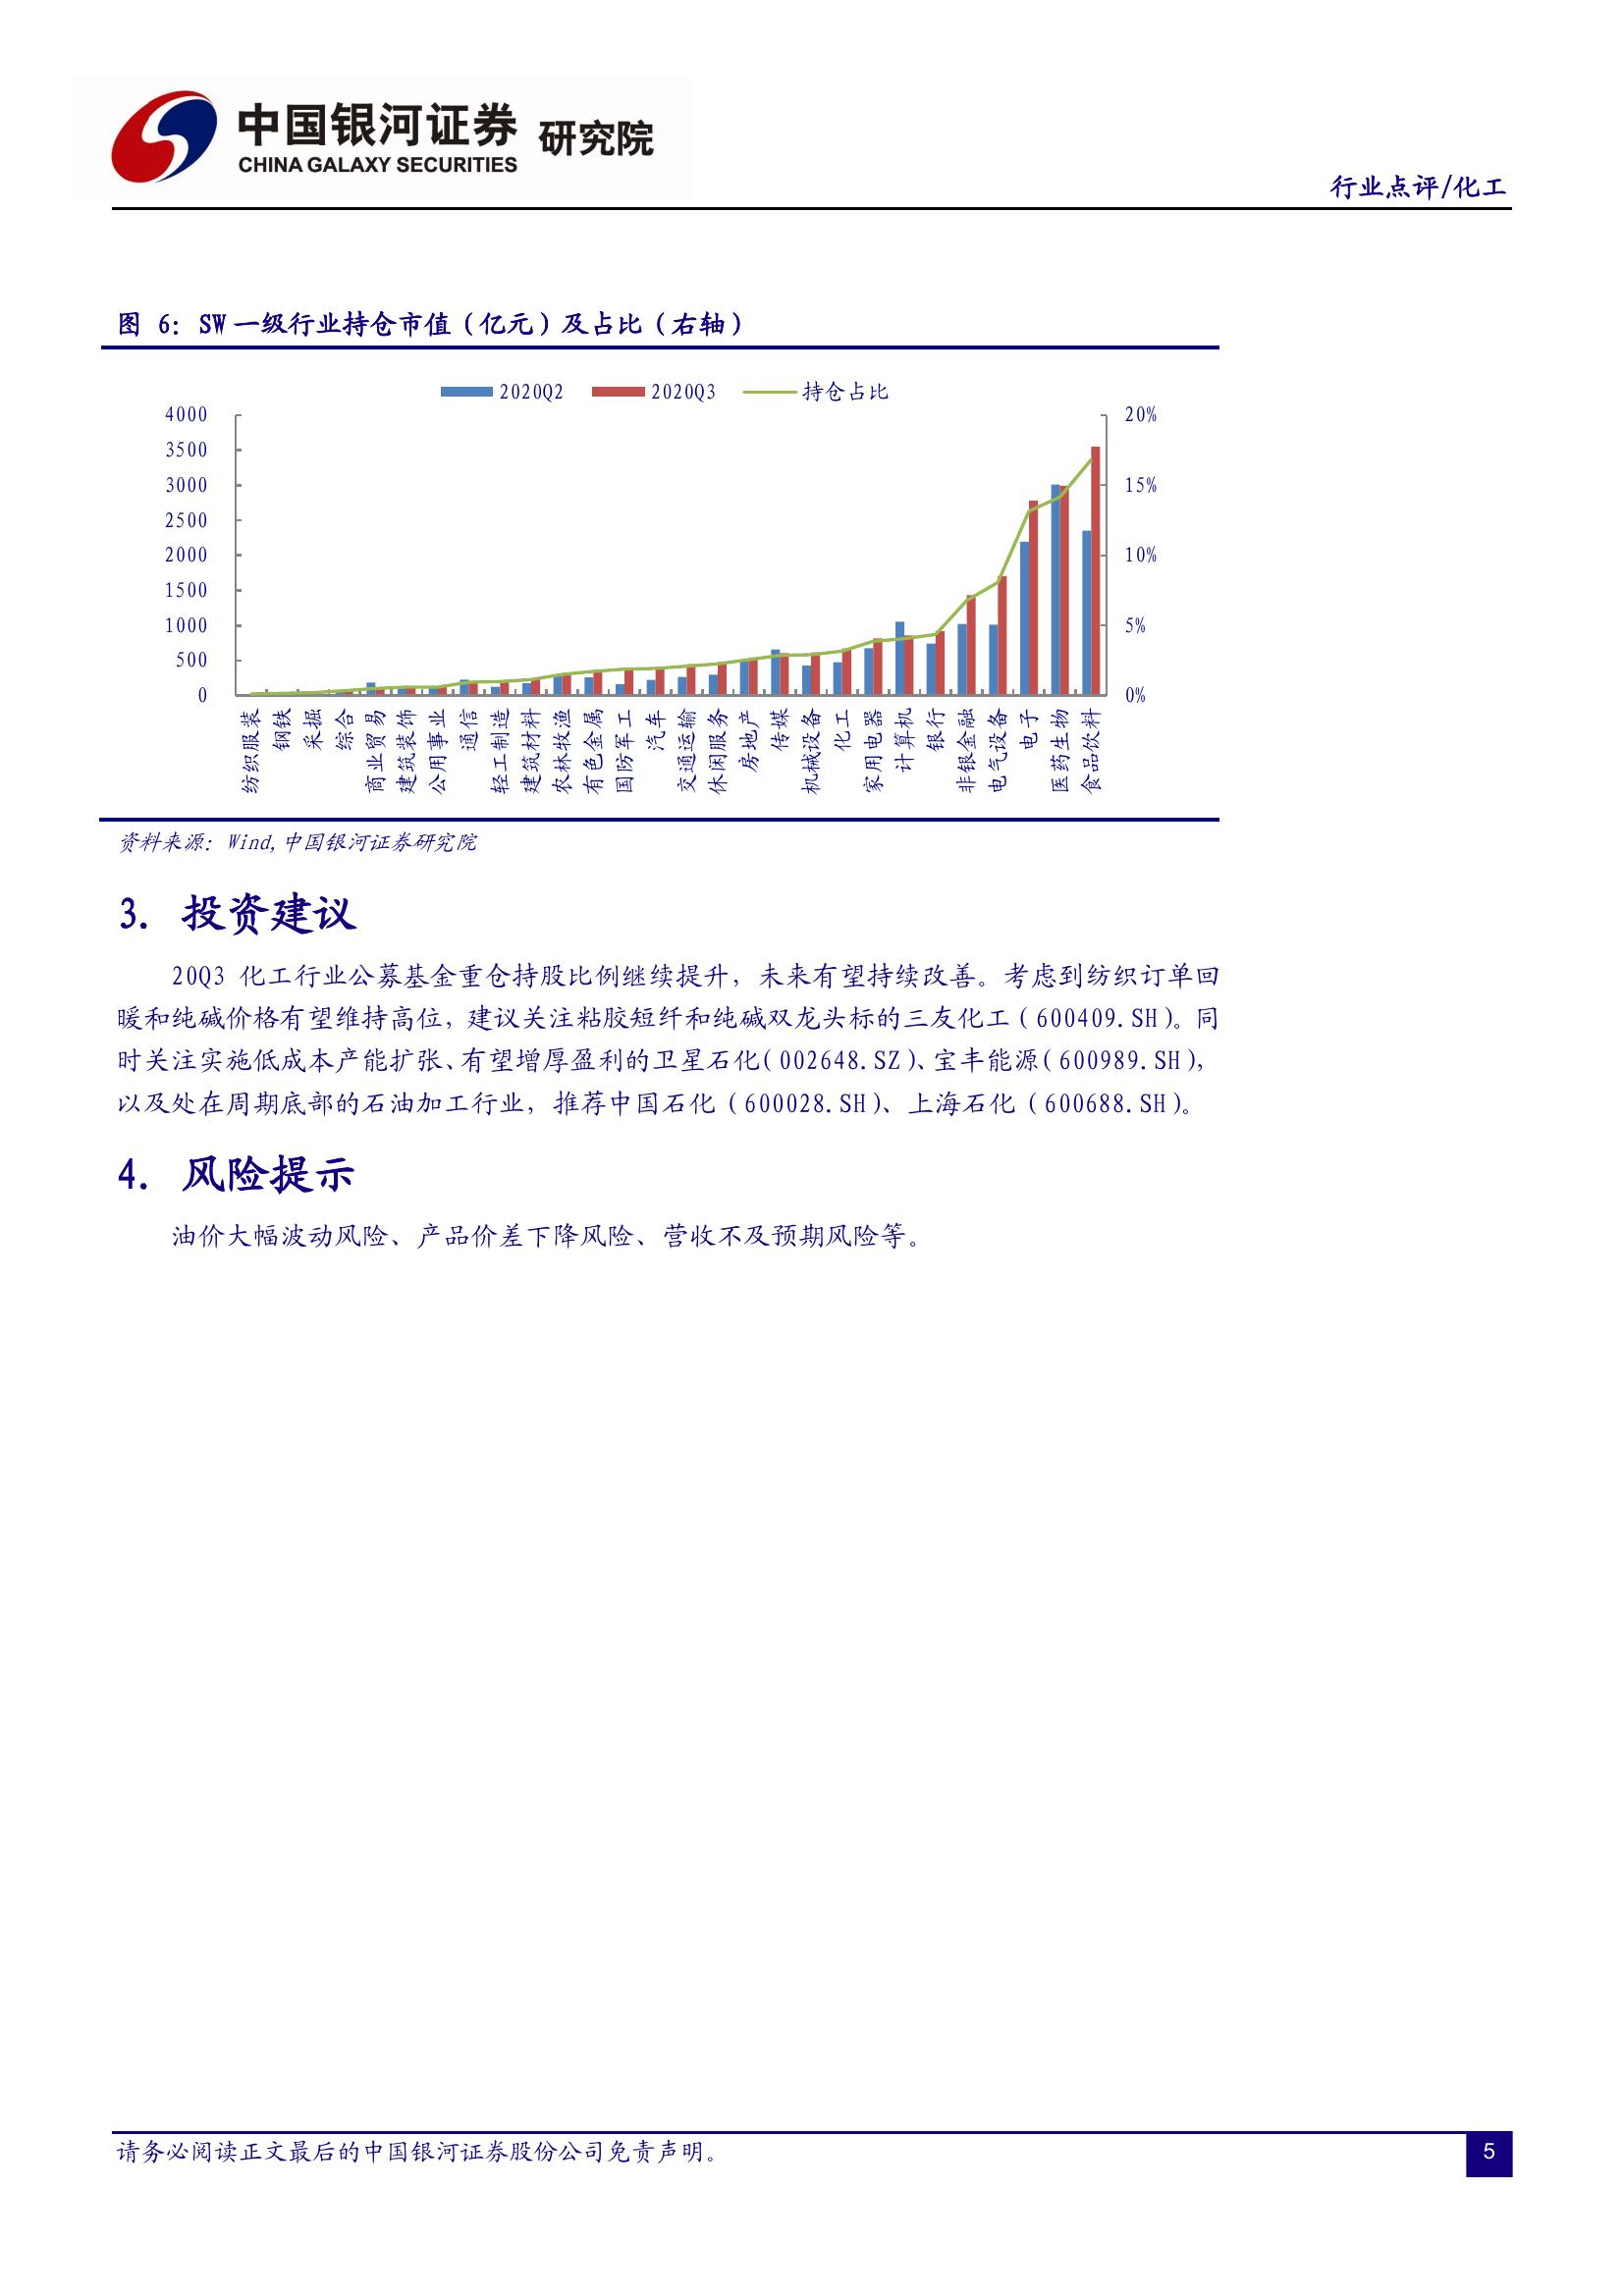 中国银河证券 研究院
CHINA GALAXY SECURITIES
行业点评/化工
图 6：SW 一级行业持仓市值（亿元）及占比（右轴）
2020Q2 2020Q3 持仓占比
4000
3500
3000
2500
2000
1500
1000
500
0
20%
15%
10%
5%
0%
纺织服装
钢铁
采掘
综合
商业贸易
建筑装饰
公用事业
通信
轻工制造
建筑材料
农林牧渔
有色金属
国防军工
汽车
交通运输
休闲服务
房地产
传媒
机械设备
化工
家用电器
计算机
银行
非银金融
电气设备
电子
医药生物
食品饮料
资料来源：Wind,中国银河证券研究院
3. 投资建议
20Q3 化工行业公募基金重仓持股比例继续提升，未来有望持续改善。考虑到纺织订单回
暖和纯碱价格有望维持高位，建议关注粘胶短纤和纯碱双龙头标的三友化工（600409.SH）。同
时关注实施低成本产能扩张、有望增厚盈利的卫星石化（002648.SZ）、宝丰能源（600989.SH），
以及处在周期底部的石油加工行业，推荐中国石化（600028.SH）、上海石化（600688.SH）。
4. 风险提示
油价大幅波动风险、产品价差下降风险、营收不及预期风险等。
请务必阅读正文最后的中国银河证券股份公司免责声明。
5